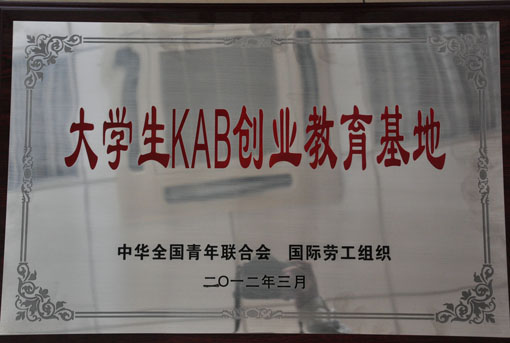 大学生KAB创业教育基地
中华全国青年联合会 国际劳工组织
二〇一二年三月